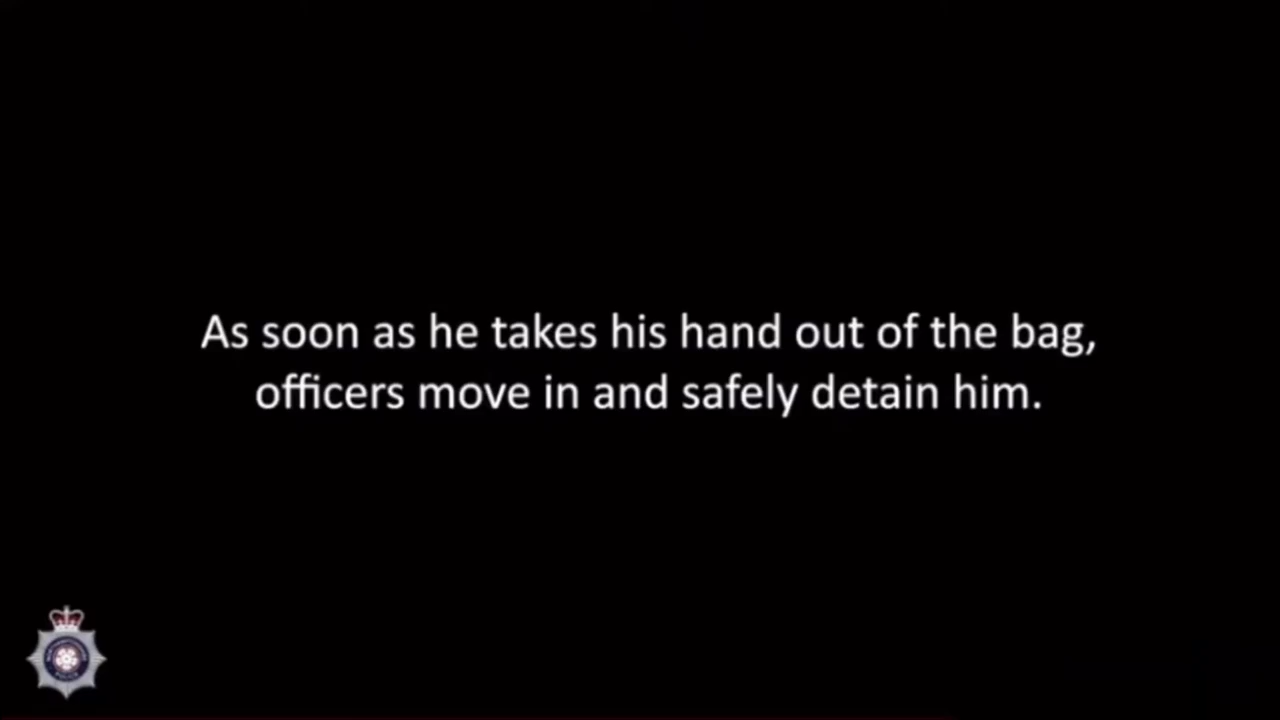 As soon as he takes his hand out of the bag,
officers move in and safely detain him.